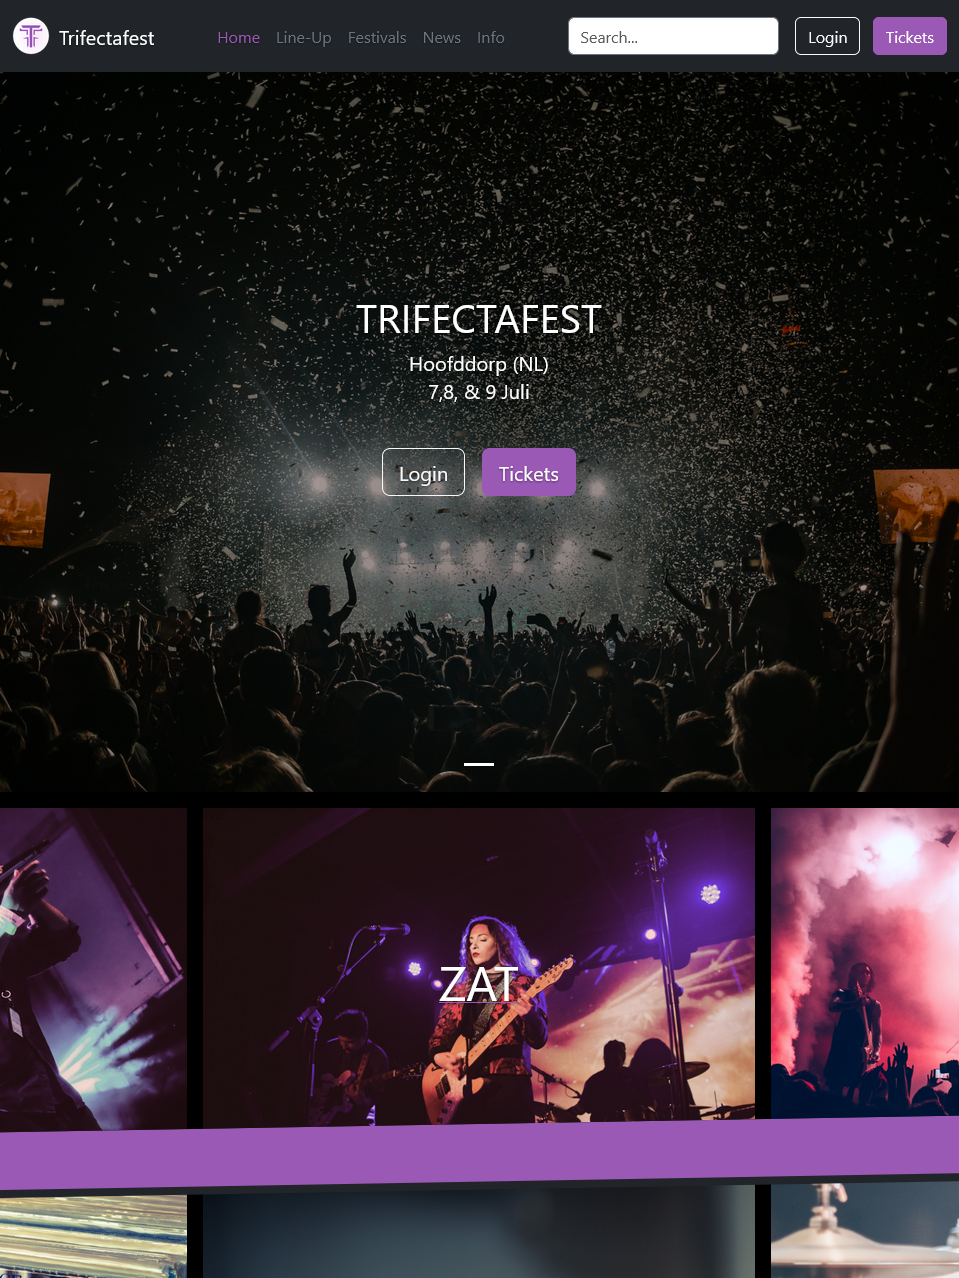 Trifectafest
Home Line-Up Festivals News Info
Search...
Login
Tickets
TRIFECTAFEST
Hoofddorp (NL)
7,8, & 9 Juli
Login
Tickets
ZAT